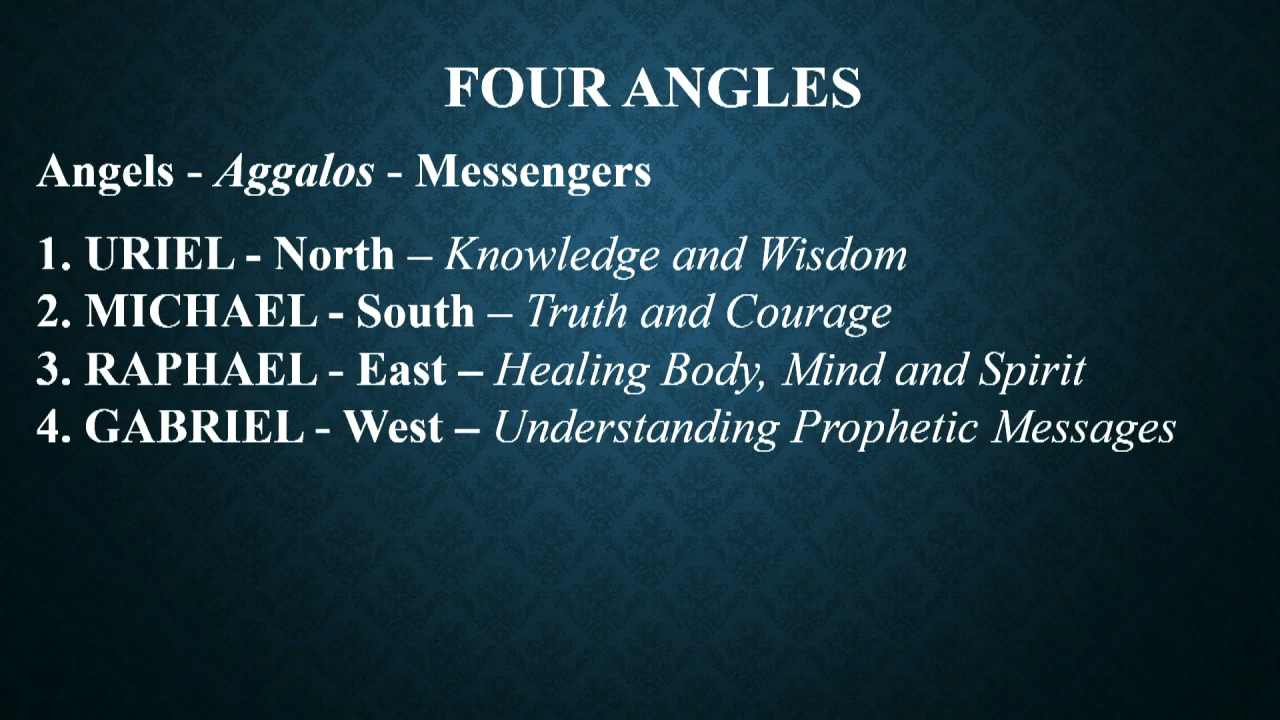 FOUR ANGLES
Angels - Aggalos - Messengers
1. URIEL - North – Knowledge and Wisdom
2. MICHAEL - South – Truth and Courage
3. RAPHAEL - East – Healing Body, Mind and Spirit
4. GABRIEL - West – Understanding Prophetic Messages